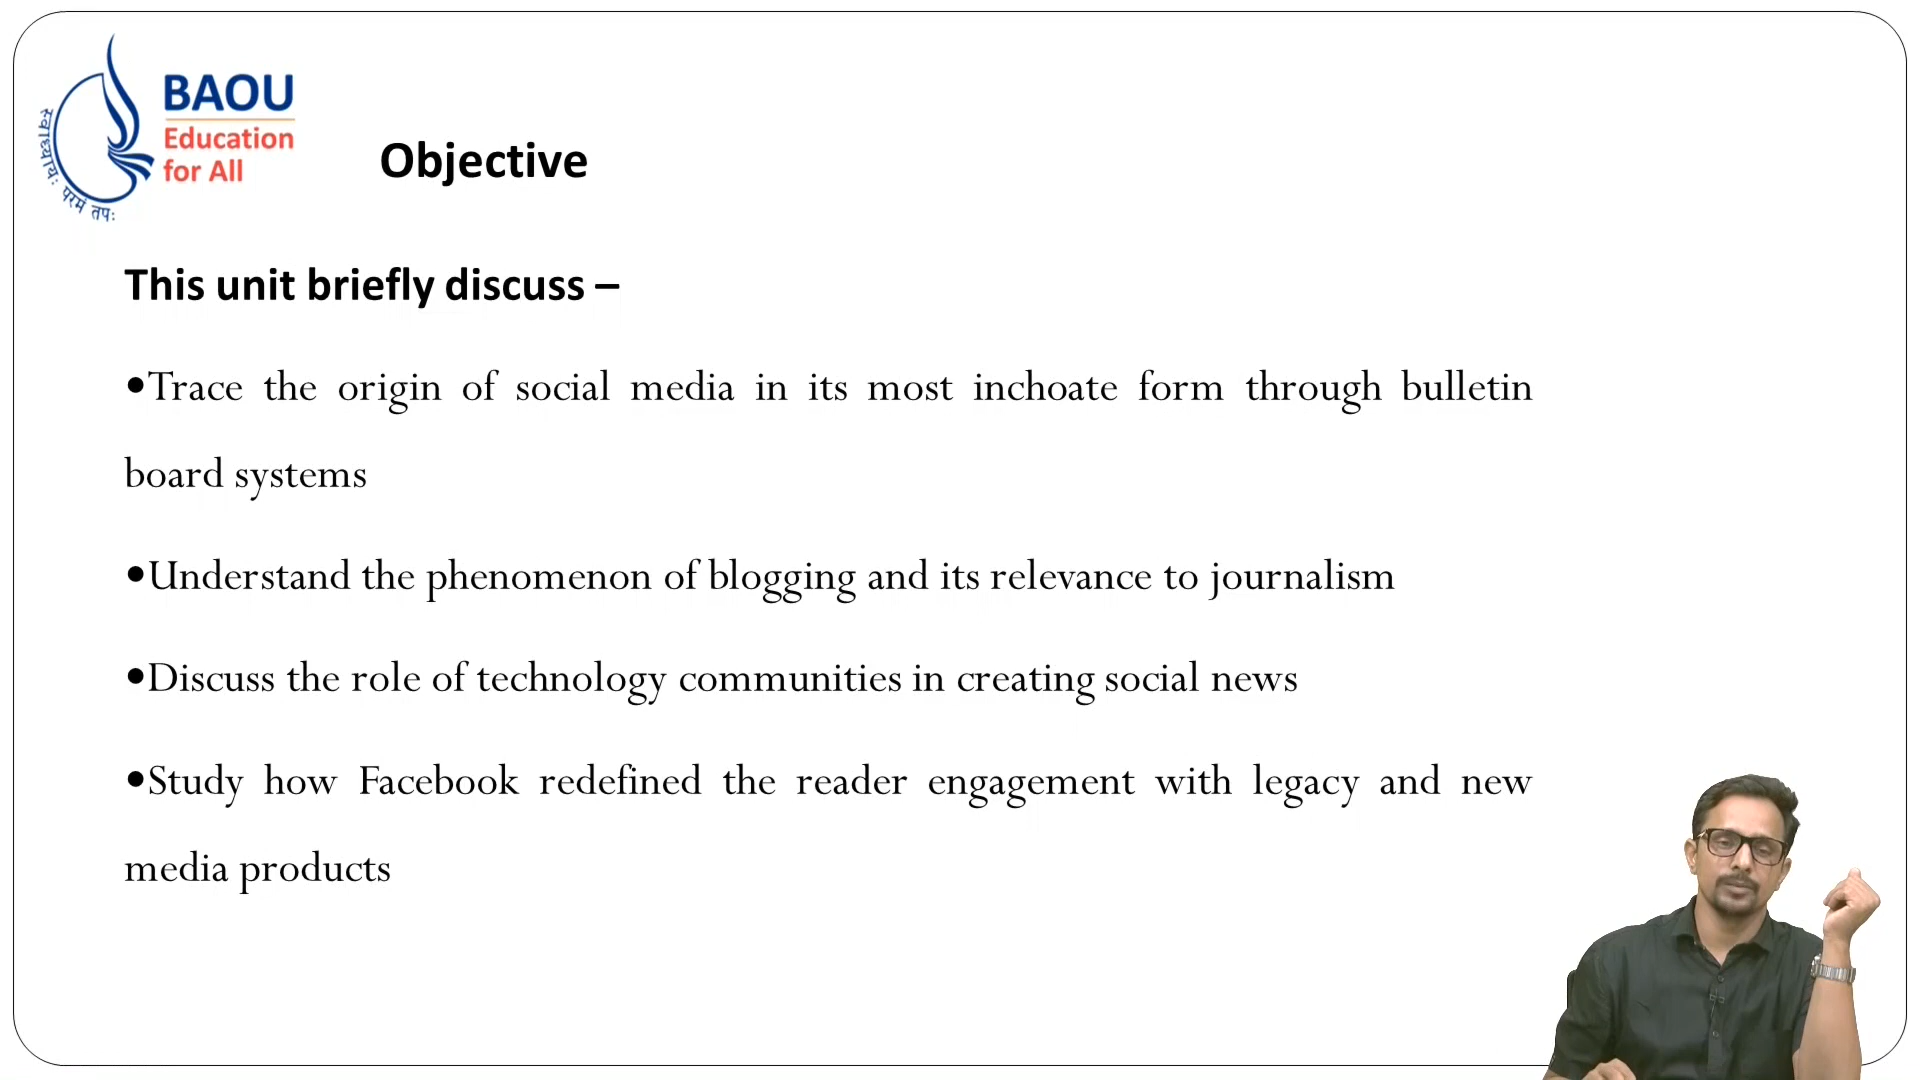 BAOU
Education
for All
स्वाध्यायः परमं तपः
Objective
This unit briefly discuss –
•Trace the origin of social media in its most inchoate form through bulletin
board systems
•Understand the phenomenon of blogging and its relevance to journalism
•Discuss the role of technology communities in creating social news
•Study how Facebook redefined the reader engagement with legacy and new
media products